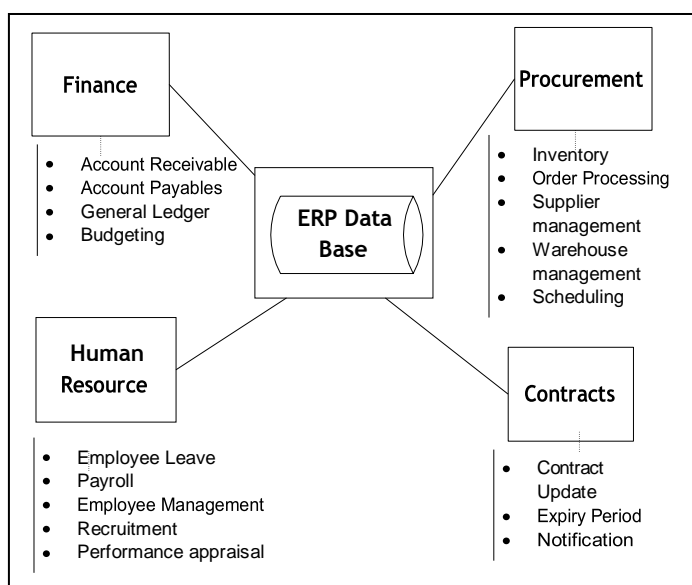 Finance
• Account Receivable
• Account Payables
• General Ledger
• Budgeting
Procurement
• Inventory
• Order Processing
• Supplier
management
• Warehouse
management
• Scheduling
ERP Data
Base
Human
Resource
• Employee Leave
• Payroll
• Employee Management
• Recruitment
• Performance appraisal
Contracts
• Contract
Update
• Expiry Period
• Notification